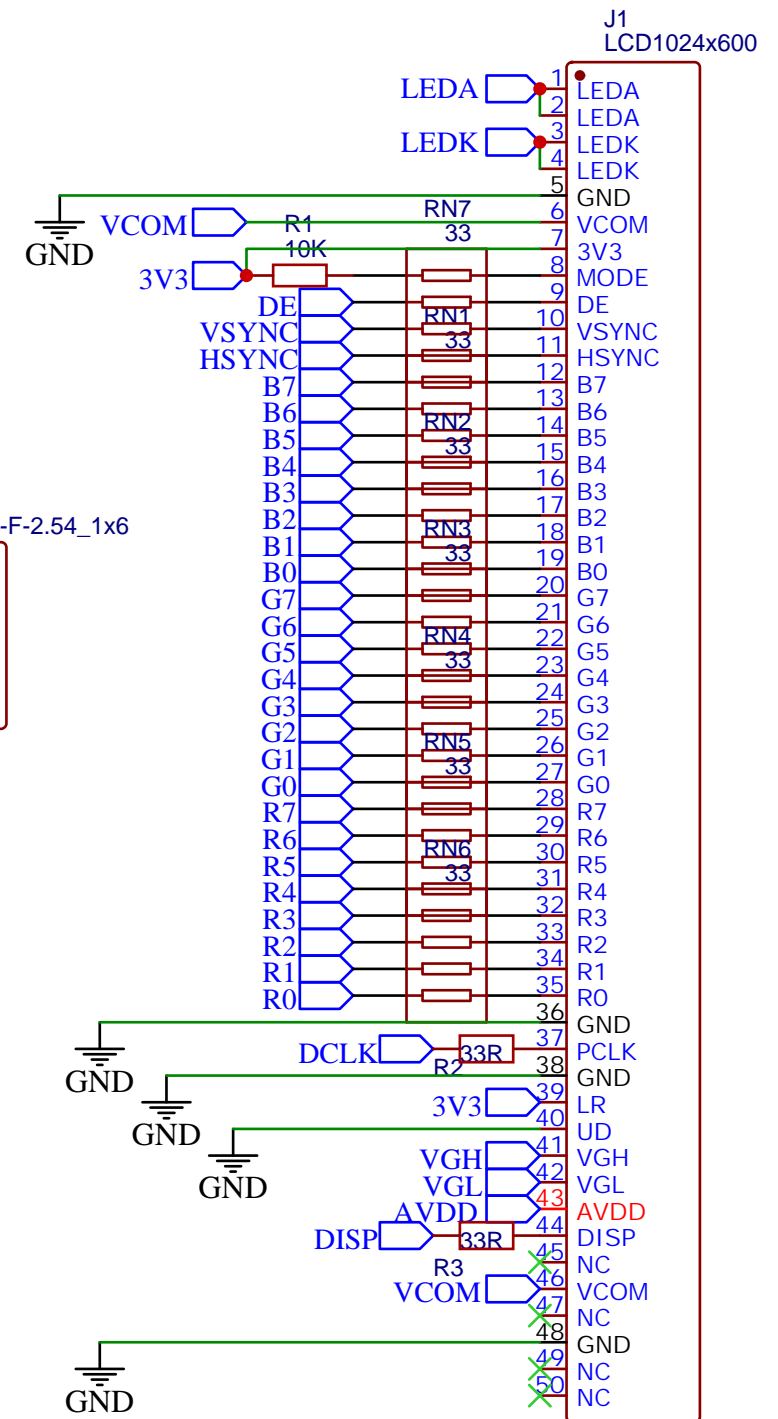 J1
LCD1024x600
LEDA 1 LEDA
2 LEDA
LEDK 3 LEDK
4 LEDK
5 GND
GND
VCOM 6 VCOM
R1 RN7
10K 33
7 3V3
3V3 8 MODE
DE 9 DE
RN1
VSYNC 10 VSYNC
33
HSYNC 11 HSYNC
B7 12 B7
B6 13 B6
RN2
B5 14 B5
33
B4 15 B4
B3 16 B3
B2 17 B2
-F-2.54_1x6
RN3
B1 18 B1
33
B0 19 B0
G7 20 G7
G6 21 G6
RN4
G5 22 G5
33
G4 23 G4
G3 24 G3
G2 25 G2
RN5
G1 26 G1
33
G0 27 G0
R7 28 R7
R6 29 R6
RN6
R5 30 R5
33
R4 31 R4
R3 32 R3
R2 33 R2
R1 34 R1
R0 35 R0
36 GND
GND
DCLK 33R 37 PCLK
R2
38 GND
GND
3V3 39 LR
40 UD
GND
VGH 41 VGH
VGL 42 VGL
AVDD 43 AVDD
DISP 33R 44 DISP
R3
45 NC
VCOM 46 VCOM
47 NC
48 GND
GND
49 NC
50 NC